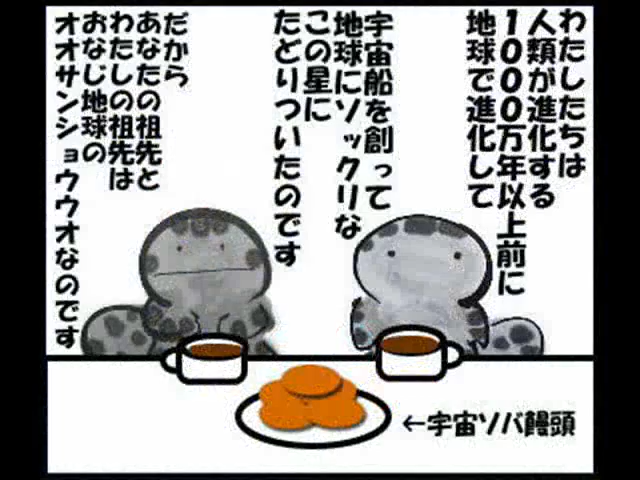 わたしたちは
人類が進化する
１０００万年以上前に
地球で進化して
宇宙船を創って
地球にソックリな
この星に
たどりついたのです
だから
あなたの祖先と
わたしの祖先は
おなじ地球の
オオサンショウウオなのです
←宇宙ソバ饅頭